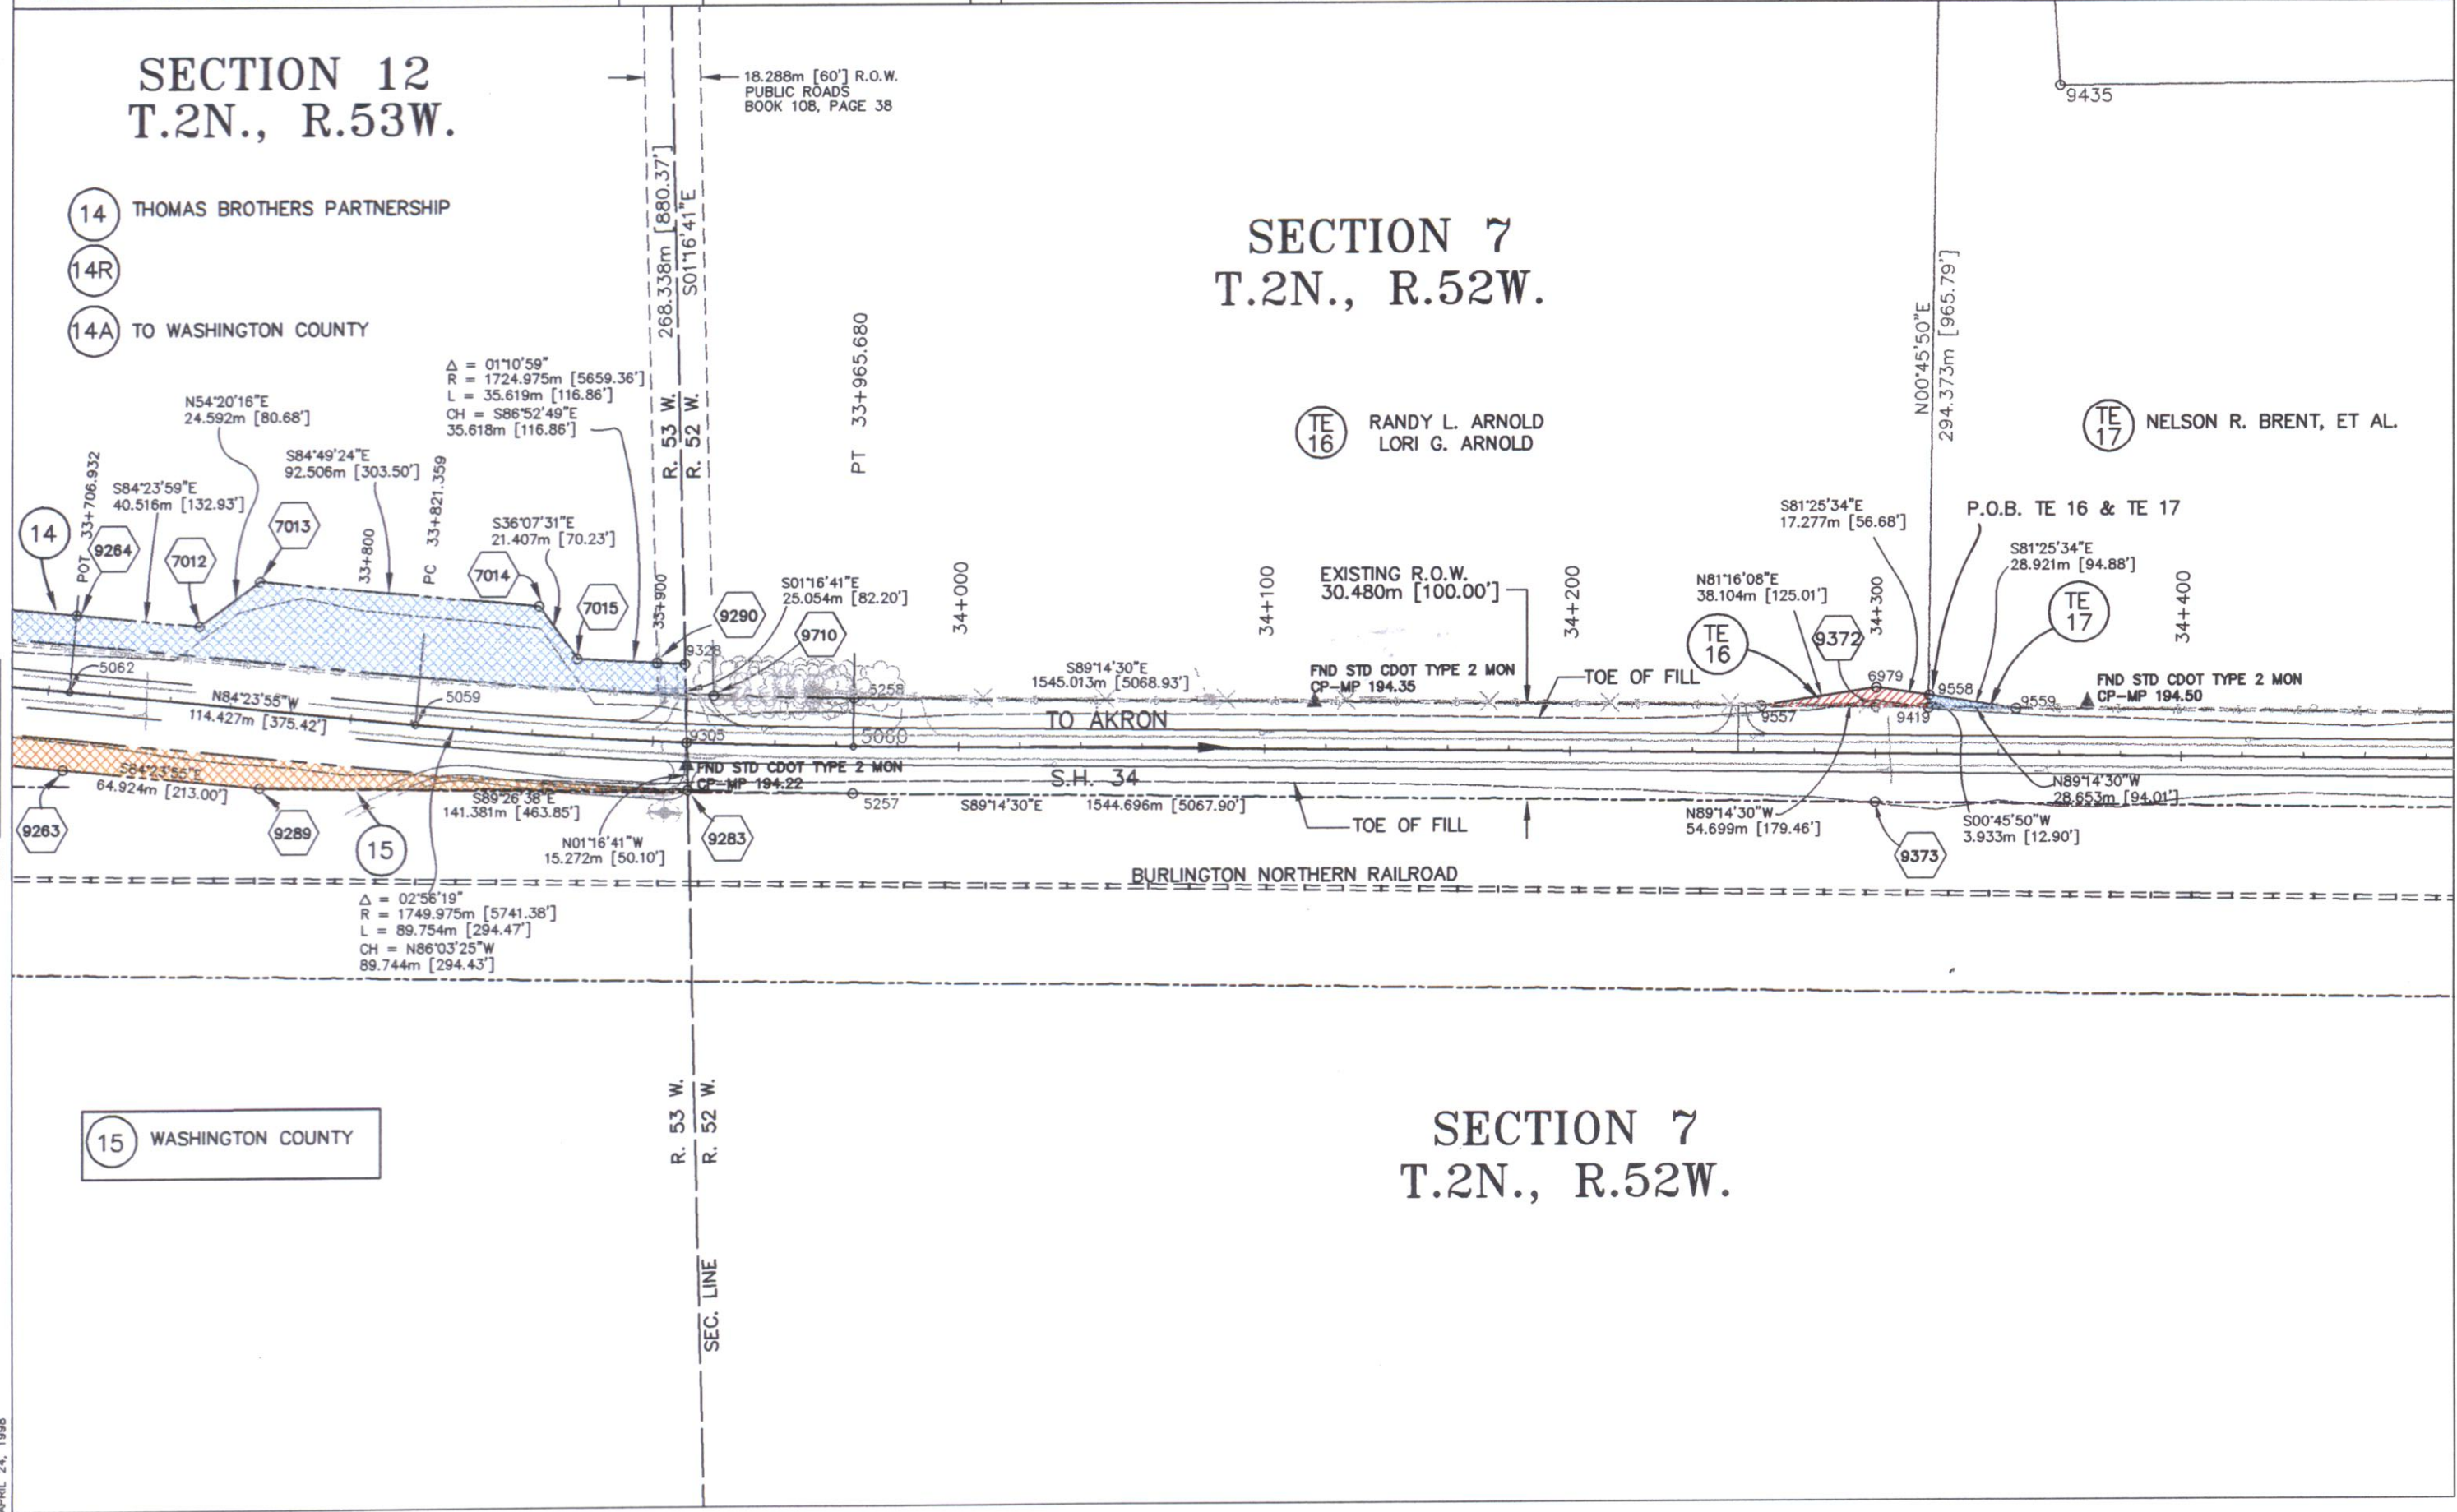 SECTION 12
T.2N., R.53W.
18.288m [60'] R.O.W.
PUBLIC ROADS
BOOK 108, PAGE 38
9435
14 THOMAS BROTHERS PARTNERSHIP
14R
14A TO WASHINGTON COUNTY
268.338m [880.37']
S01°16'41"E
R. 53 W.
R. 52 W.
SECTION 7
T.2N., R.52W.
N00°45'50"E
294.373m [965.79']
TE 16
RANDY L. ARNOLD
LORI G. ARNOLD
TE 17
NELSON R. BRENT, ET AL.
Δ = 01°10'59"
R = 1724.975m [5659.36']
L = 35.619m [116.86']
CH = S86°52'49"E
35.618m [116.86']
N54°20'16"E
24.592m [80.68']
S84°49'24"E
92.506m [303.50']
S84°23'59"E
40.516m [132.93']
S36°07'31"E
21.407m [70.23']
POT 33+706.932
33+800
PC 33+821.359
33+900
PT 33+965.680
34+000
34+100
34+200
34+300
34+400
14
9264
7012
7013
7014
7015
9290
9710
9328
S01°16'41"E
25.054m [82.20']
EXISTING R.O.W.
30.480m [100.00']
S81°25'34"E
17.277m [56.68']
P.O.B. TE 16 & TE 17
S81°25'34"E
28.921m [94.88']
N81°16'08"E
38.104m [125.01']
TE 16
9372
TE 17
5062
5059
5258
S89°14'30"E
1545.013m [5068.93']
FND STD CDOT TYPE 2 MON
CP-MP 194.35
TOE OF FILL
6979
9558
9559
9557
9419
FND STD CDOT TYPE 2 MON
CP-MP 194.50
N84°23'55"W
114.427m [375.42']
TO AKRON
9305
5060
S84°23'55"E
64.924m [213.00']
FND STD CDOT TYPE 2 MON
CP-MP 194.22
S.H. 34
S89°26'38"E
141.381m [463.85']
5257
S89°14'30"E 1544.696m [5067.90']
TOE OF FILL
N89°14'30"W
54.699m [179.46']
N89°14'30"W
28.653m [94.01']
S00°45'50"W
3.933m [12.90']
9263
9289
15
N01°16'41"W
15.272m [50.10']
9283
9373
BURLINGTON NORTHERN RAILROAD
Δ = 02°56'19"
R = 1749.975m [5741.38']
L = 89.754m [294.47']
CH = N86°03'25"W
89.744m [294.43']
R. 53 W.
R. 52 W.
15 WASHINGTON COUNTY
SECTION 7
T.2N., R.52W.
SEC. LINE
APRIL 24, 1998